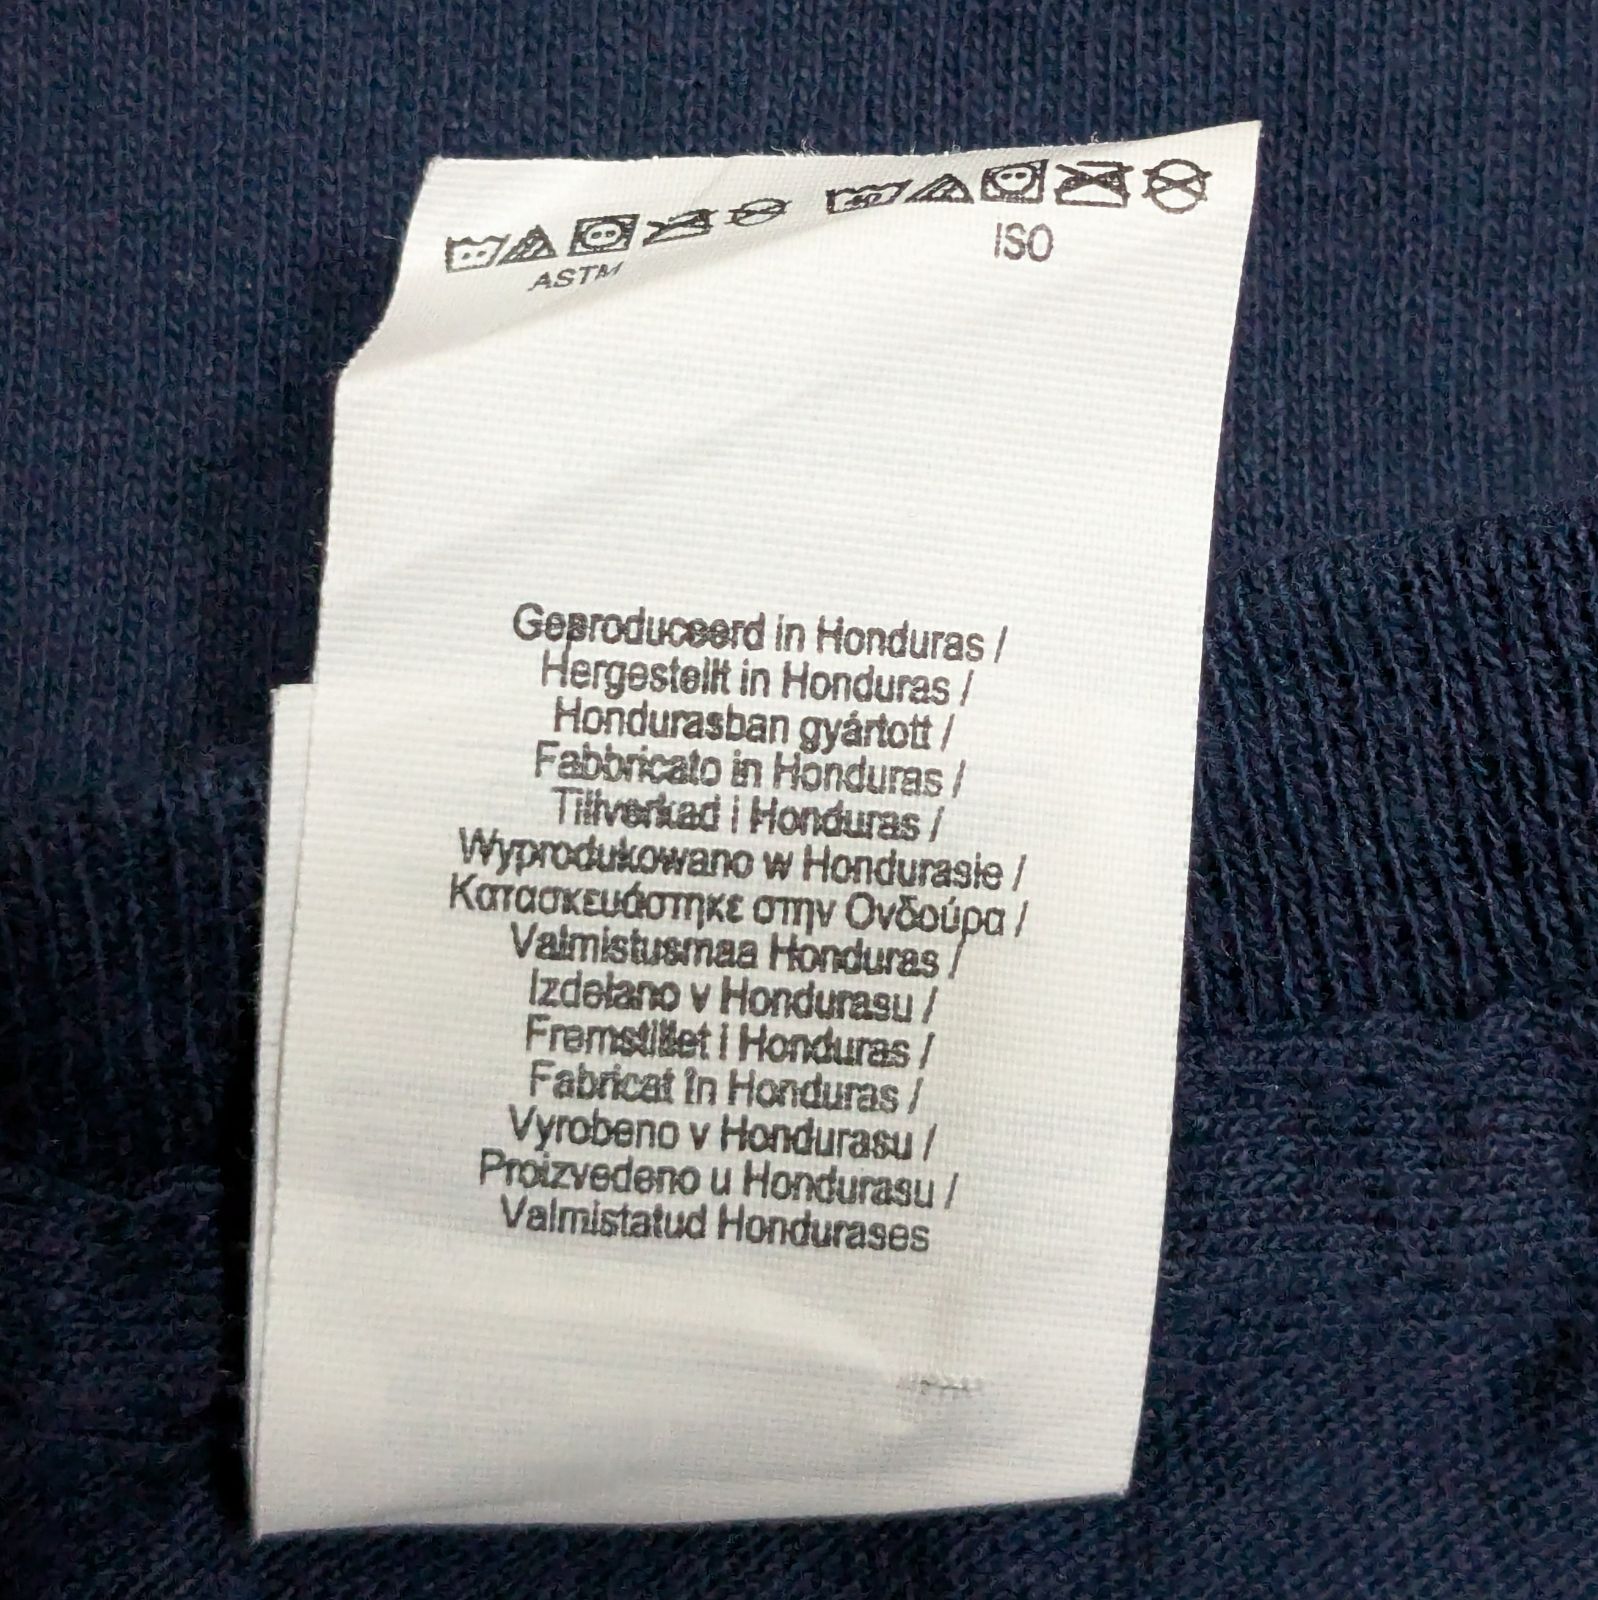 ASTM
ISO
Geproduceerd in Honduras /
Hergestellt in Honduras /
Hondurasban gyártott /
Fabbricato in Honduras /
Tillverkad i Honduras /
Wyprodukowano w Hondurasie /
Κατασκευάστηκε στην Ονδούρα /
Valmistusmaa Honduras /
Izdelano v Hondurasu /
Fremstillet i Honduras /
Fabricat în Honduras /
Vyrobeno v Hondurasu /
Proizvedeno u Hondurasu /
Valmistatud Hondurases